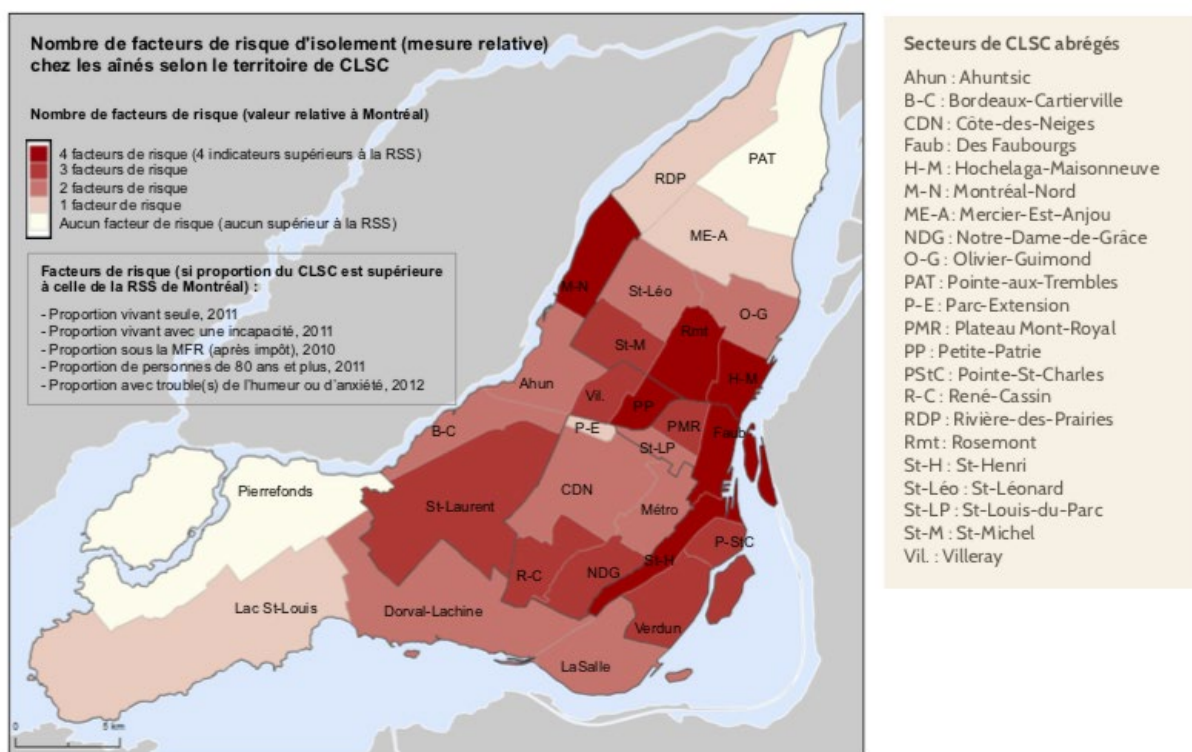 Nombre de facteurs de risque d'isolement (mesure relative)
chez les aînés selon le territoire de CLSC
Nombre de facteurs de risque (valeur relative à Montréal)
4 facteurs de risque (4 indicateurs supérieurs à la RSS)
3 facteurs de risque
2 facteurs de risque
1 facteur de risque
Aucun facteur de risque (aucun supérieur à la RSS)
Facteurs de risque (si proportion du CLSC est supérieure
à celle de la RSS de Montréal) :
- Proportion vivant seule, 2011
- Proportion vivant avec une incapacité, 2011
- Proportion sous la MFR (après impôt), 2010
- Proportion de personnes de 80 ans et plus, 2011
- Proportion avec trouble(s) de l'humeur ou d'anxiété, 2012
PAT
RDP
ME-A
M-N
St-Léo
O-G
Rmt
St-M
H-M
Ahun
Vil.
PP
B-C
P-E
PMR
Faub
St-LP
Pierrefonds
CDN
St-Laurent
Métro
P-StC
St-H
R-C
NDG
Lac St-Louis
Dorval-Lachine
Verdun
LaSalle
0
5 km
Secteurs de CLSC abrégés
Ahun : Ahuntsic
B-C : Bordeaux-Cartierville
CDN : Côte-des-Neiges
Faub : Des Faubourgs
H-M : Hochelaga-Maisonneuve
M-N : Montréal-Nord
ME-A : Mercier-Est-Anjou
NDG : Notre-Dame-de-Grâce
O-G : Olivier-Guimond
PAT : Pointe-aux-Trembles
P-E : Parc-Extension
PMR : Plateau Mont-Royal
PP : Petite-Patrie
PStC : Pointe-St-Charles
R-C : René-Cassin
RDP : Rivière-des-Prairies
Rmt : Rosemont
St-H : St-Henri
St-Léo : St-Léonard
St-LP : St-Louis-du-Parc
St-M : St-Michel
Vil. : Villeray